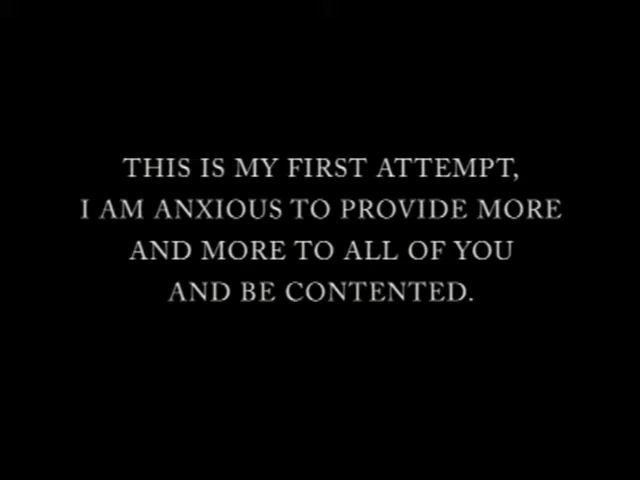 THIS IS MY FIRST ATTEMPT,
I AM ANXIOUS TO PROVIDE MORE
AND MORE TO ALL OF YOU
AND BE CONTENTED.